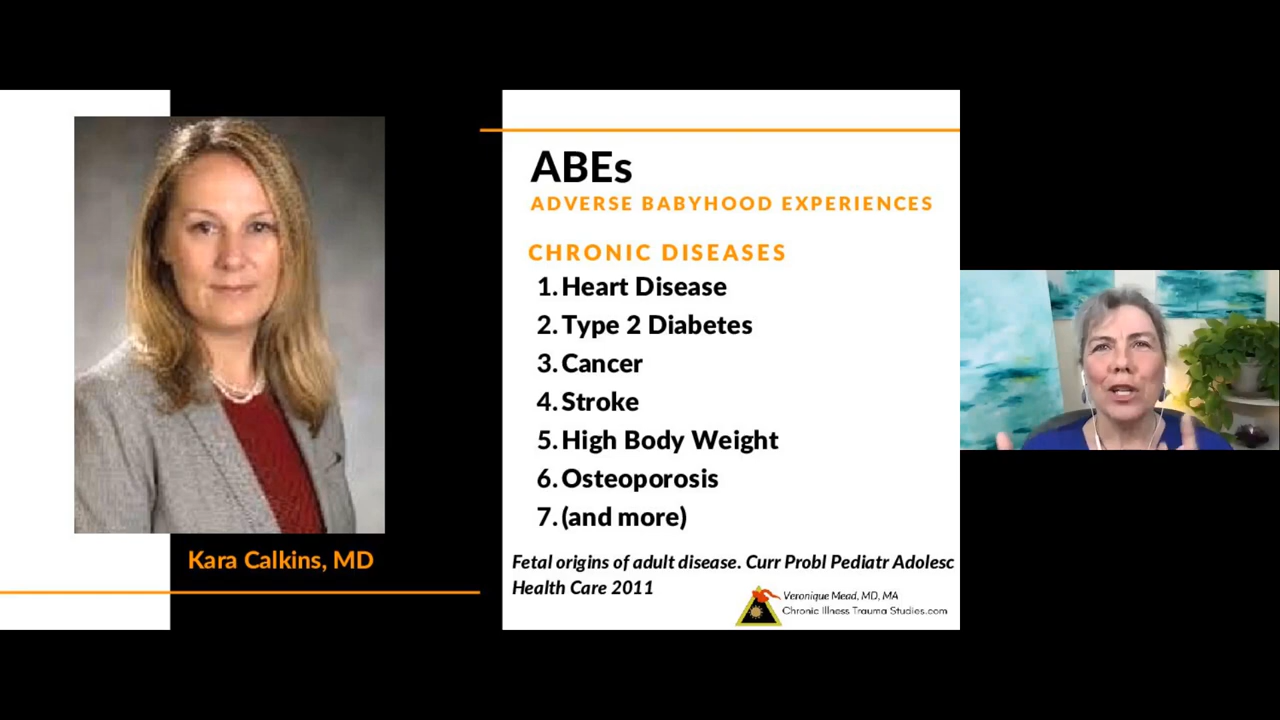 Kara Calkins, MD
ABEs
ADVERSE BABYHOOD EXPERIENCES
CHRONIC DISEASES
1. Heart Disease
2. Type 2 Diabetes
3. Cancer
4. Stroke
5. High Body Weight
6. Osteoporosis
7. (and more)
Fetal origins of adult disease. Curr Probl Pediatr Adolesc
Health Care 2011
Veronique Mead, MD, MA
Chronic Illness Trauma Studies.com